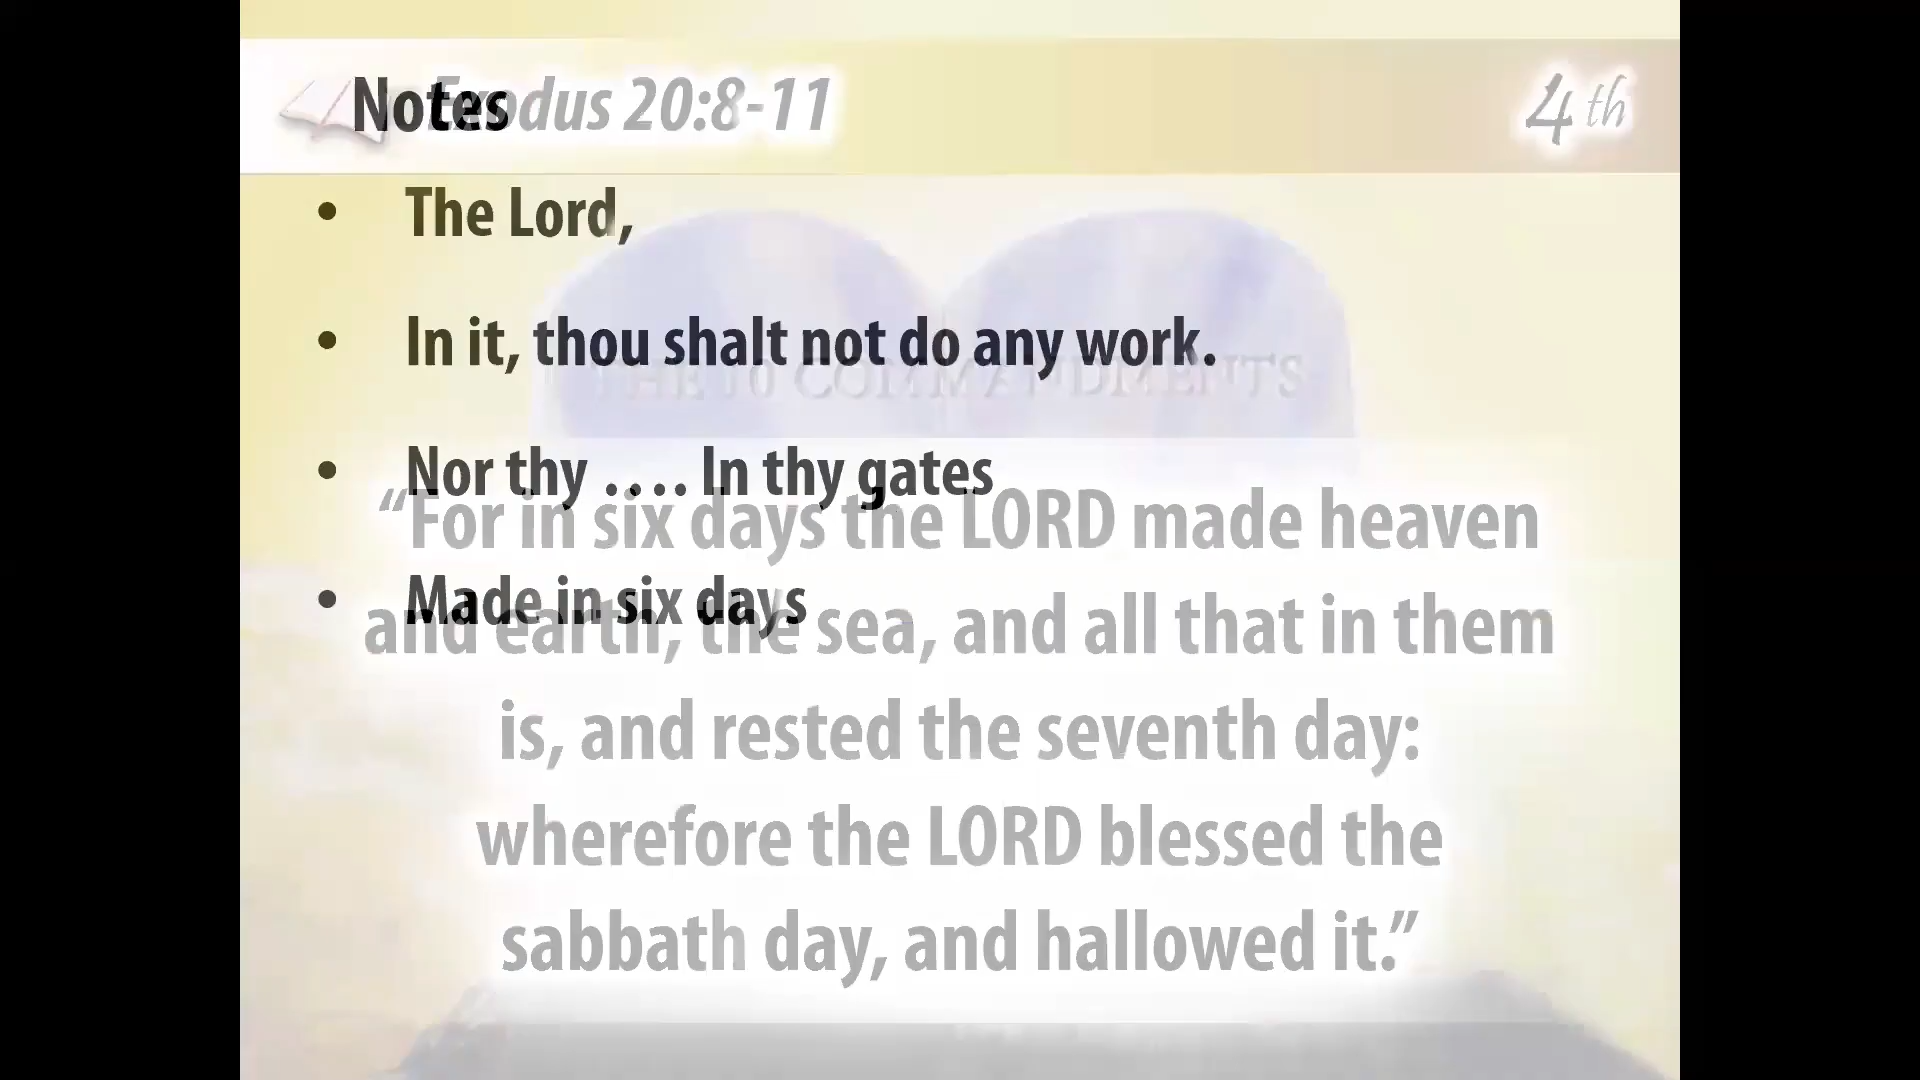 Notes
Exodus 20:8-11
4th
• The Lord,
• In it, thou shalt not do any work.
THE 10 COMMANDMENTS
• Nor thy .... In thy gates
• Made in six days
“For in six days the LORD made heaven
and earth, the sea, and all that in them
is, and rested the seventh day:
wherefore the LORD blessed the
sabbath day, and hallowed it.”